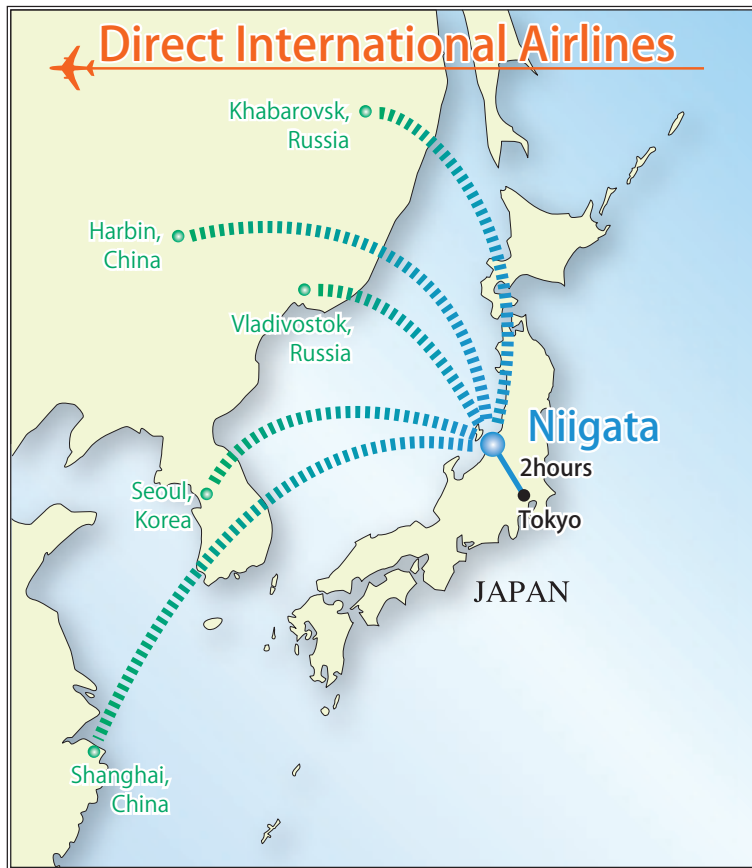 Direct International Airlines
Khabarovsk,
Russia
Harbin,
China
Vladivostok,
Russia
Niigata
2hours
Seoul,
Korea
Tokyo
JAPAN
Shanghai,
China